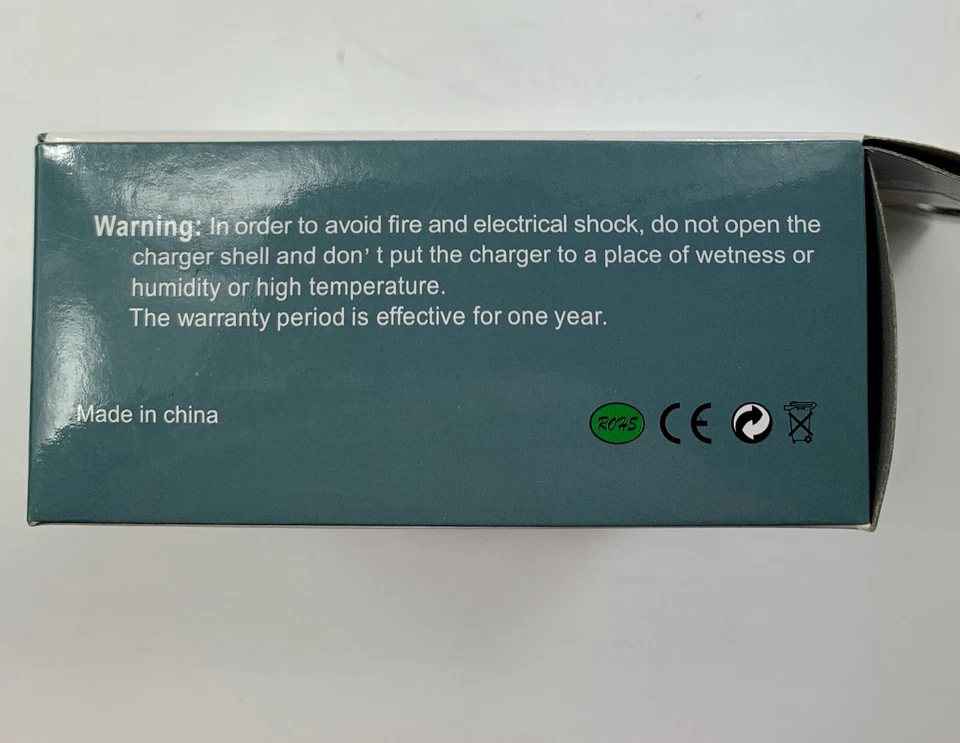 Warning: In order to avoid fire and electrical shock, do not open the
charger shell and don’ t put the charger to a place of wetness or
humidity or high temperature.
The warranty period is effective for one year.
Made in china
ROHS CE